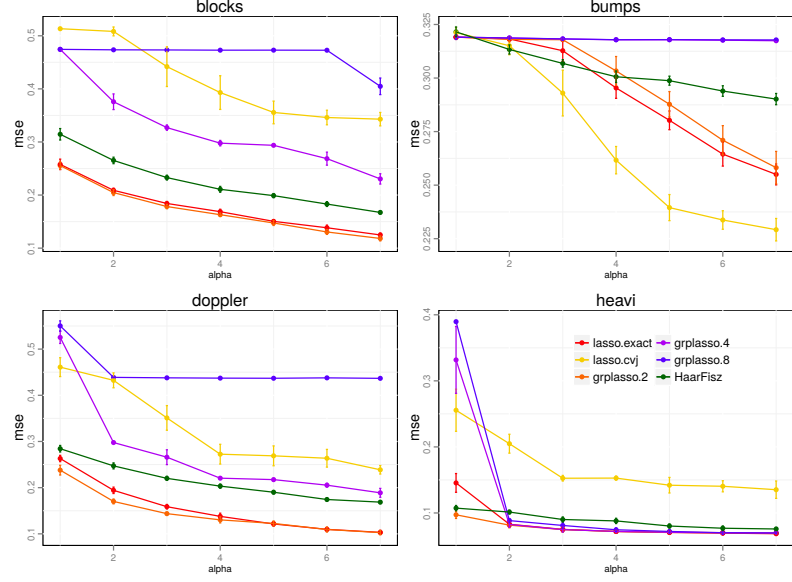 blocks
bumps
mse
0.5
0.4
0.3
0.2
0.1
2
4
6
alpha
mse
0.325
0.300
0.275
0.250
0.225
2
4
6
alpha
doppler
heavi
mse
0.5
0.4
0.3
0.2
0.1
2
4
6
alpha
mse
0.4
0.3
0.2
0.1
2
4
6
alpha
lasso.exact
lasso.cvj
grplasso.2
grplasso.4
grplasso.8
HaarFisz